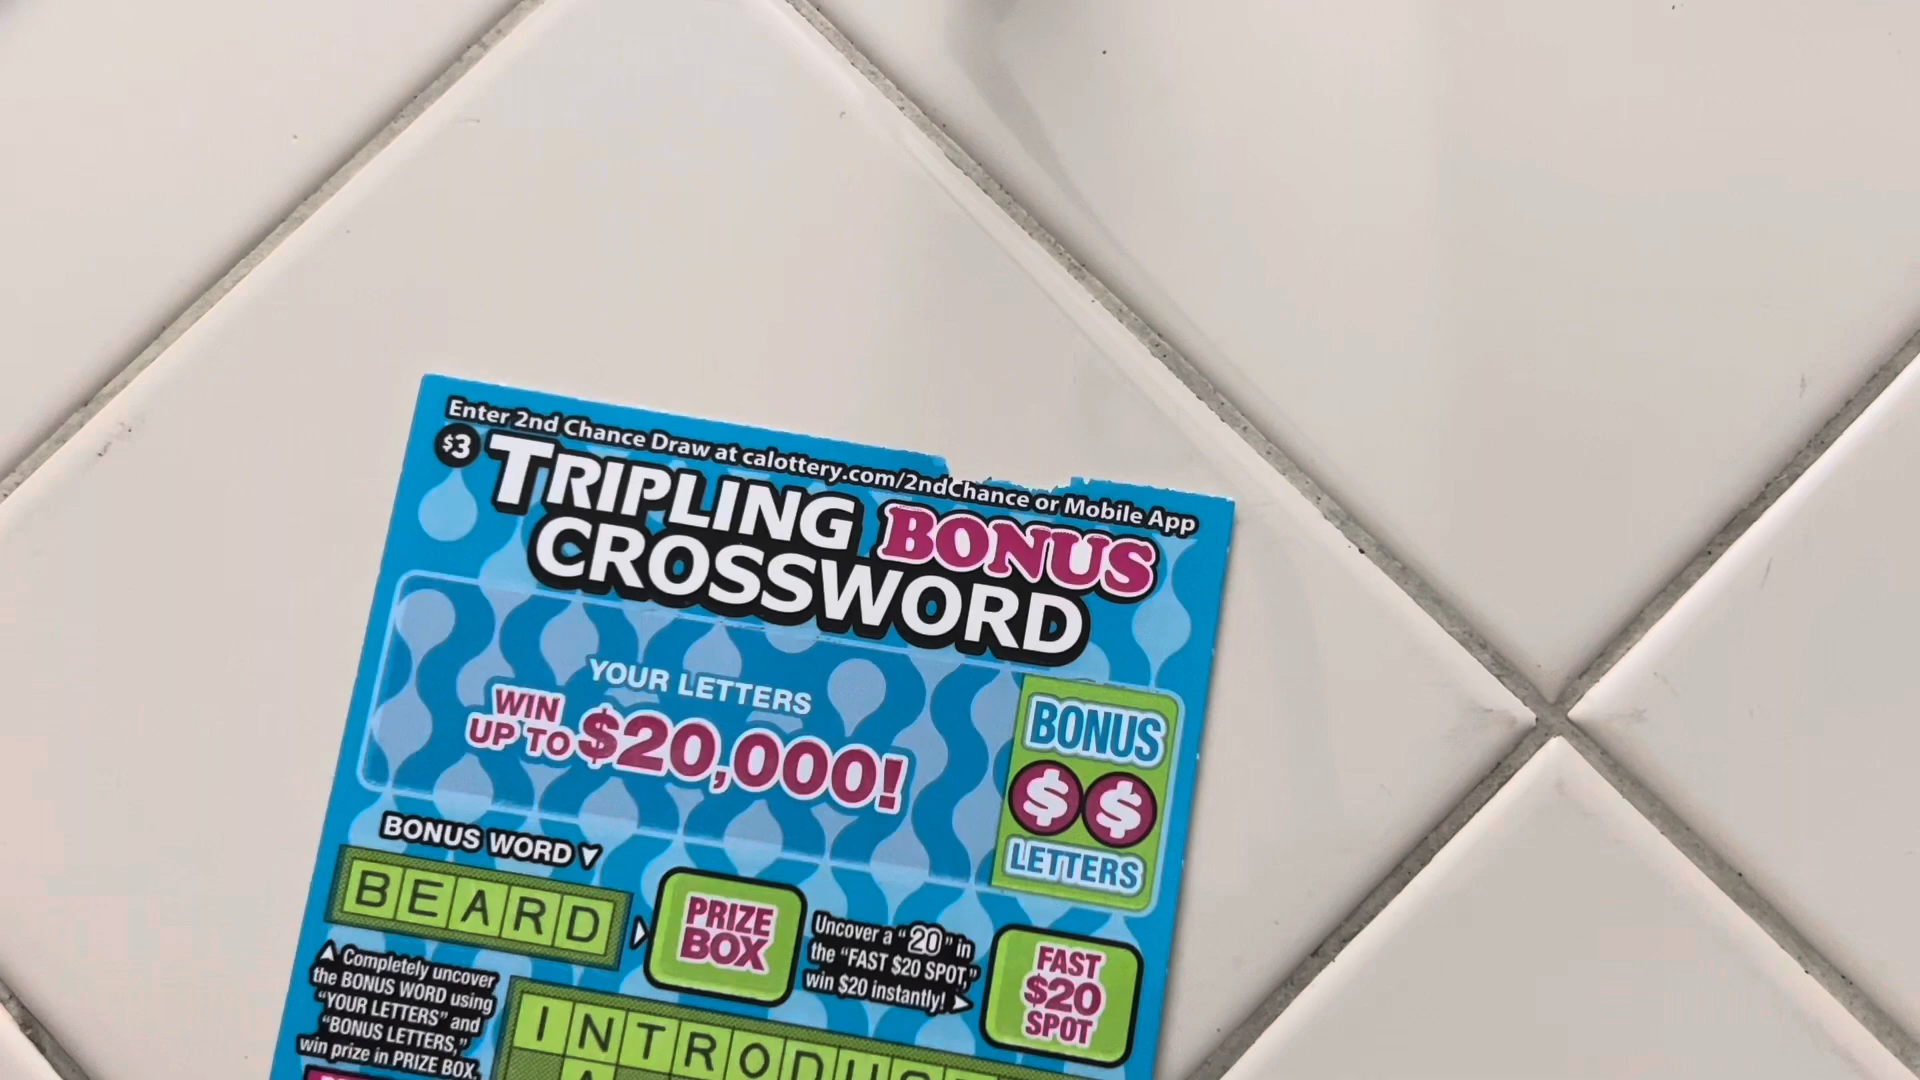 Enter 2nd Chance Draw at calottery.com/2ndChance or Mobile App
$3
TRIPLING BONUS
CROSSWORD
YOUR LETTERS
WIN
UP TO $20,000!
BONUS
$ $
LETTERS
BONUS WORD
BEARD
PRIZE
BOX
Uncover a "20" in
the "FAST $20 SPOT,"
win $20 instantly!
FAST
$20
SPOT
Completely uncover
the BONUS WORD using
"YOUR LETTERS" and
"BONUS LETTERS,"
win prize in PRIZE BOX.
INTRODU